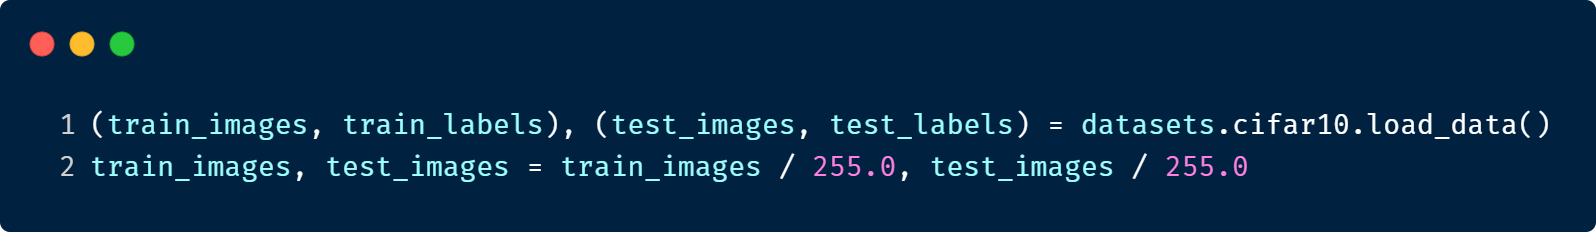 1 (train_images, train_labels), (test_images, test_labels) = datasets.cifar10.load_data()
2 train_images, test_images = train_images / 255.0, test_images / 255.0